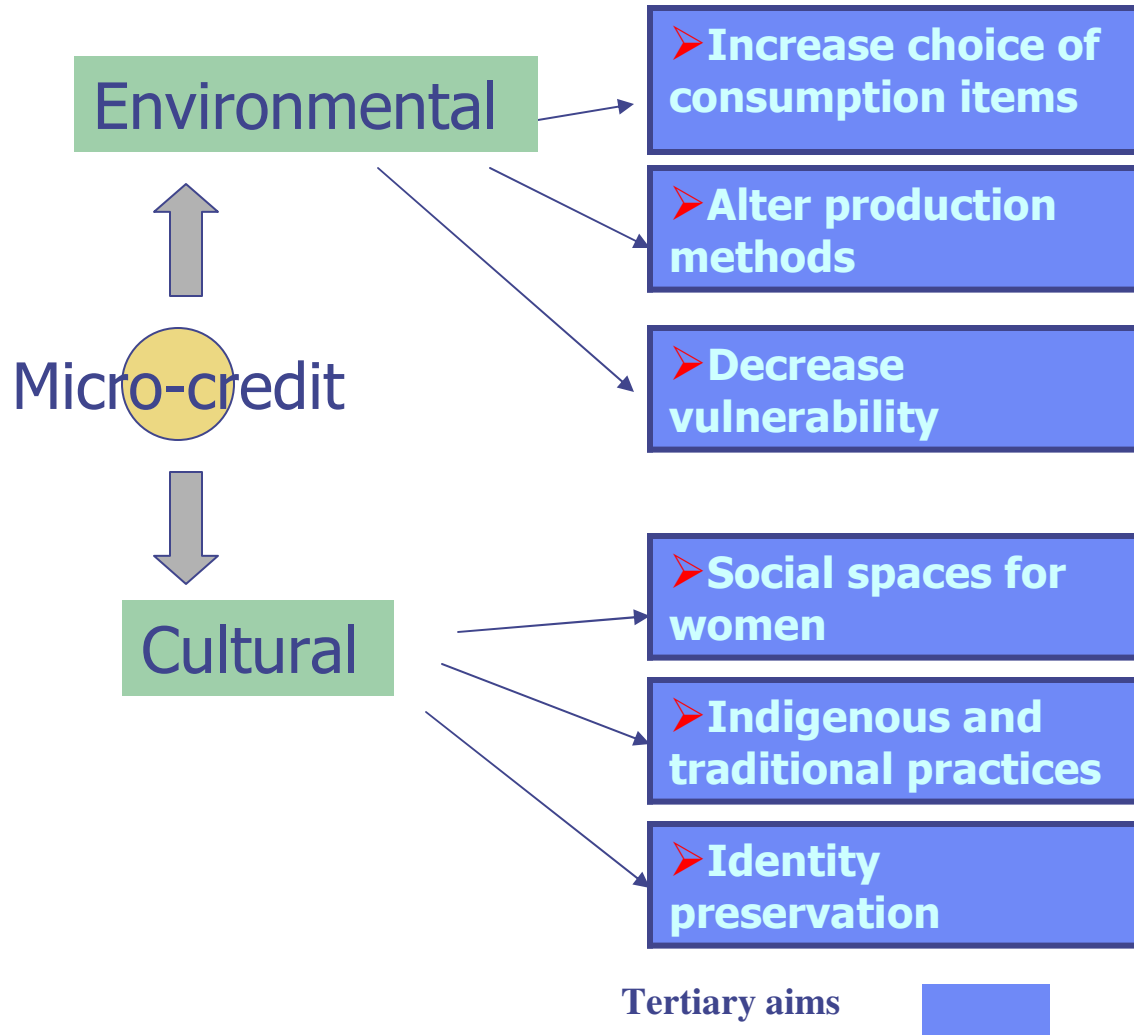 Environmental
➢Increase choice of
consumption items
➢Alter production
methods
➢Decrease
vulnerability
Micro-credit
Cultural
➢Social spaces for
women
➢Indigenous and
traditional practices
➢Identity
preservation
Tertiary aims